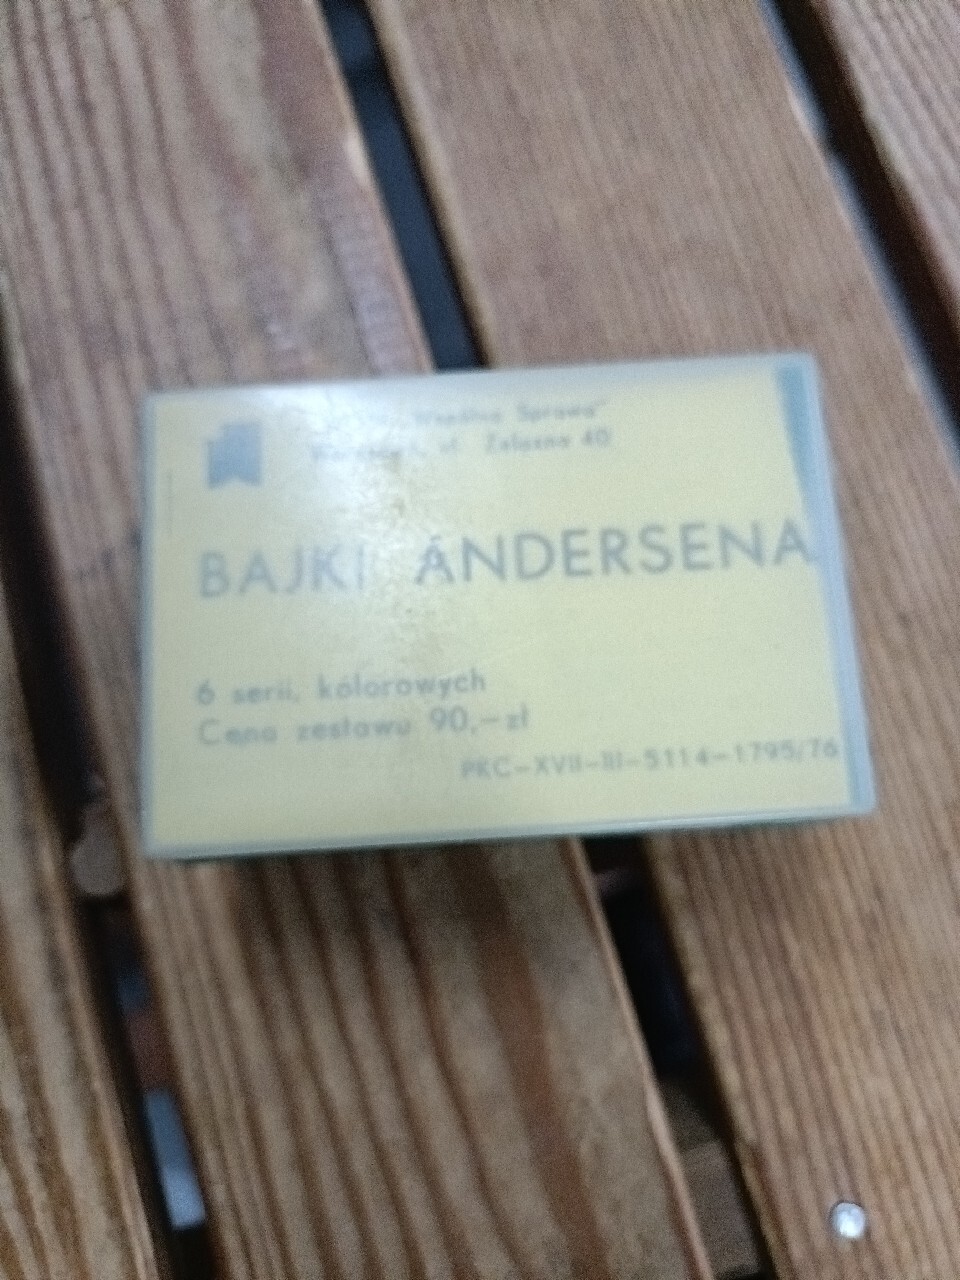 "Wspólna Sprawa"
Warszawa, ul. Żelazna 40
BAJKI ANDERSENA
6 serii, kolorowych
Cena zestawu 90,—zł
PKC—XVII—III—5114—1795/76